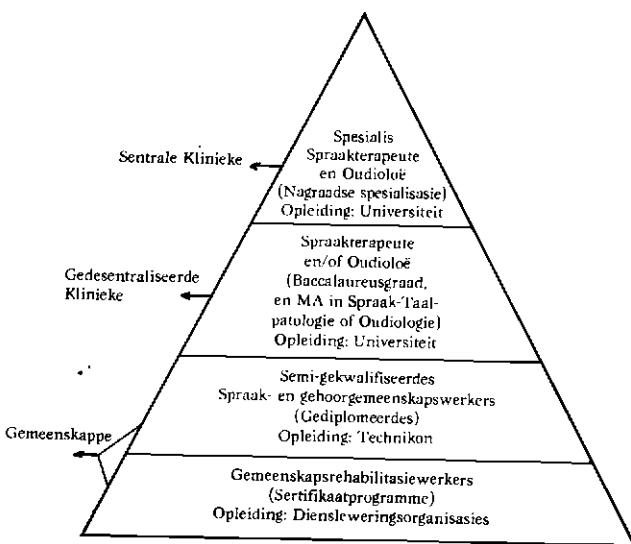 Sentrale Klinieke
Spesialis
Spraakterapeute
en Oudioloë
(Nagraadse spesialisasie)
Opleiding: Universiteit
Gedesentraliseerde
Klinieke
Spraakterapeute
en/of Oudioloë
(Baccalaureusgraad,
en MA in Spraak-Taal-
patologie of Oudiologie)
Opleiding: Universiteit
Gemeenskappe
Semi-gekwalifiseerdes
Spraak- en gehoorgemeenskapswerkers
(Gediplomeerdes)
Opleiding: Technikon
Gemeenskapsrehabilitasiewerkers
(Sertifikaatprogramme)
Opleiding: Diensleweringsorganisasies